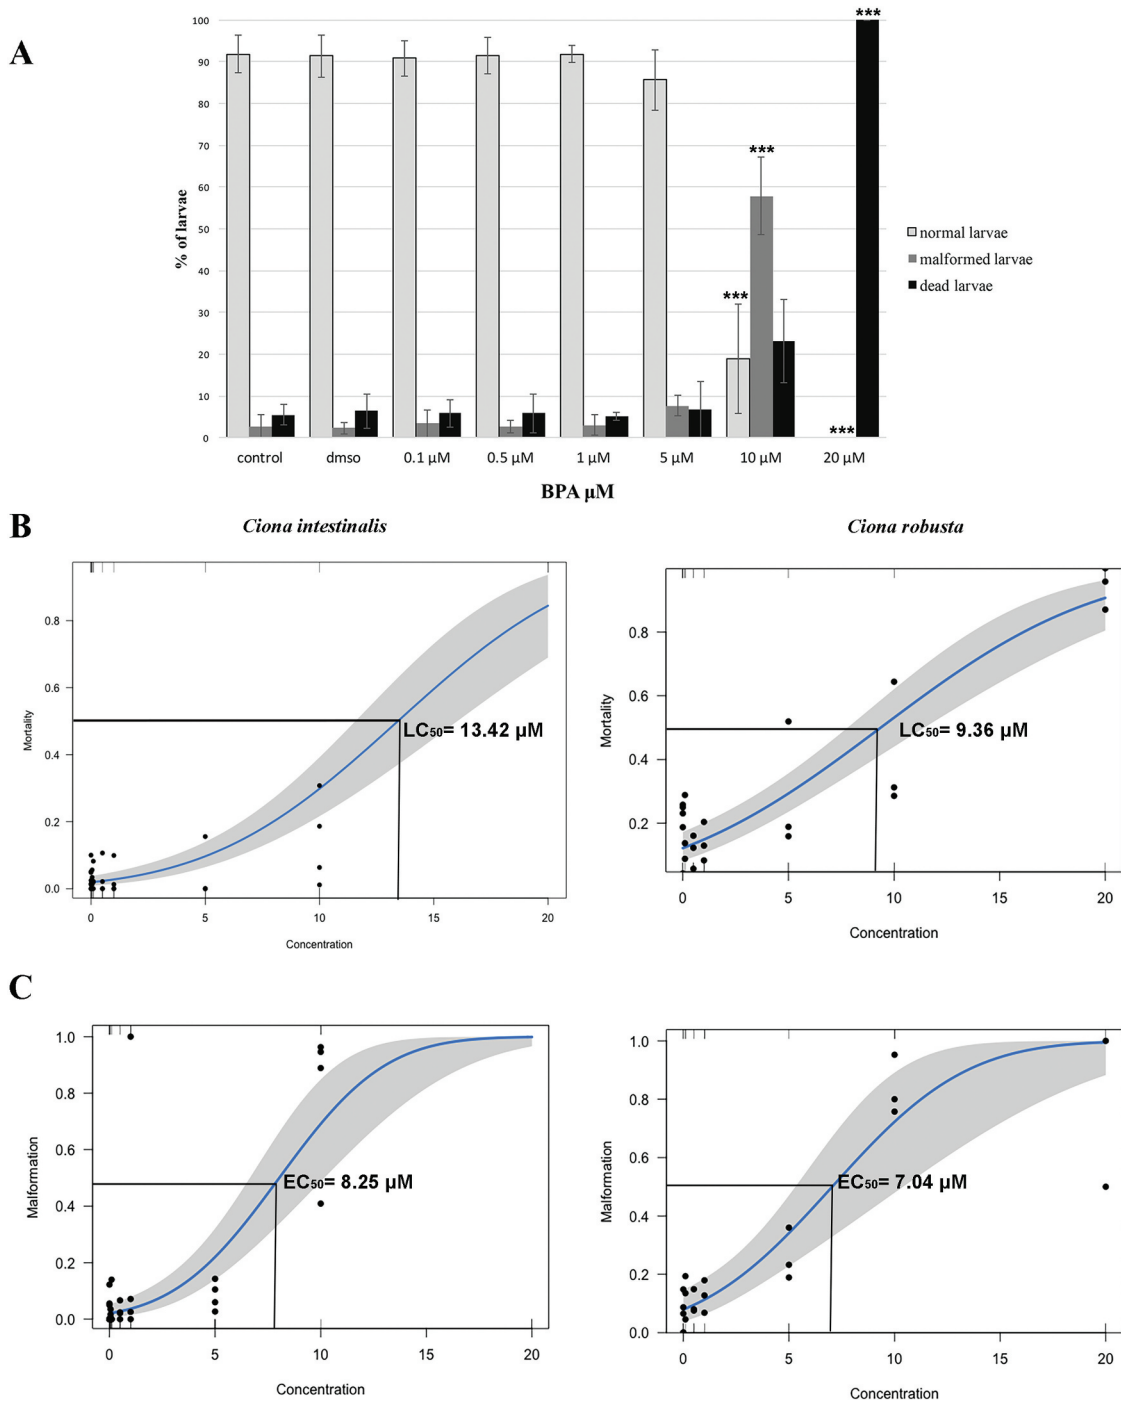 A
100
90
80
70
60
50
40
30
20
10
0
% of larvae
***
***
***
***
control dmso 0.1 µM 0.5 µM 1 µM 5 µM 10 µM 20 µM
BPA µM
normal larvae
malformed larvae
dead larvae
B
Ciona intestinalis
Ciona robusta
0.8
0.6
0.4
0.2
0.0
Mortality
LC50= 13.42 µM
0 5 10 15 20
Concentration
0.8
0.6
0.4
0.2
Mortality
LC50= 9.36 µM
0 5 10 15 20
Concentration
C
1.0
0.8
0.6
0.4
0.2
0.0
Malformation
EC50= 8.25 µM
0 5 10 15 20
Concentration
1.0
0.8
0.6
0.4
0.2
0.0
Malformation
EC50= 7.04 µM
0 5 10 15 20
Concentration